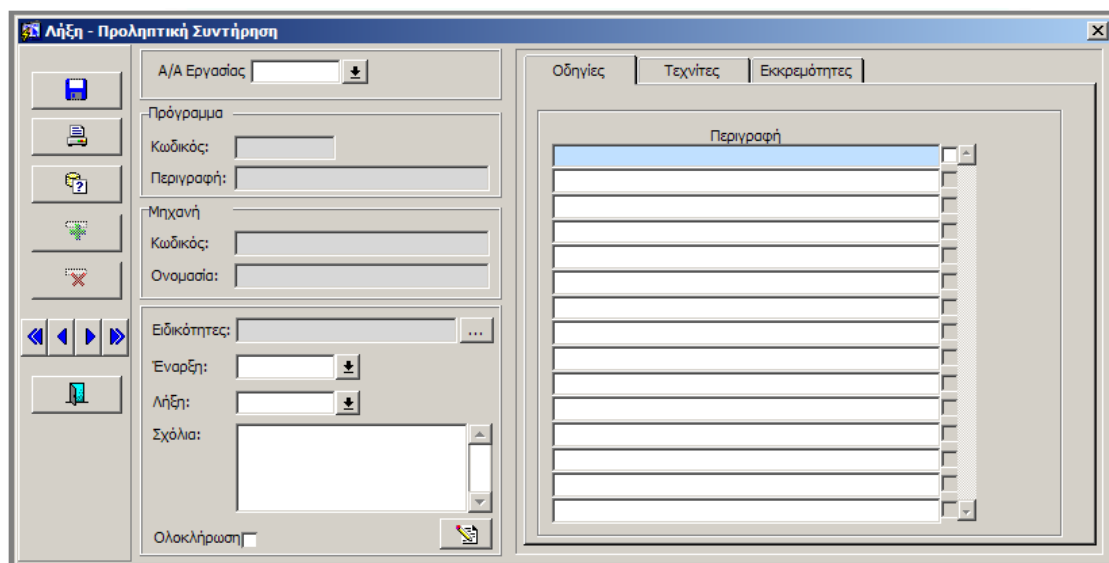 Λήξη - Προληπτική Συντήρηση
Α/Α Εργασίας
Πρόγραμμα
Κωδικός:
Περιγραφή:
Μηχανή
Κωδικός:
Ονομασία:
Ειδικότητες:
...
Έναρξη:
Λήξη:
Σχόλια:
Ολοκλήρωση
Οδηγίες Τεχνίτες Εκκρεμότητες
Περιγραφή